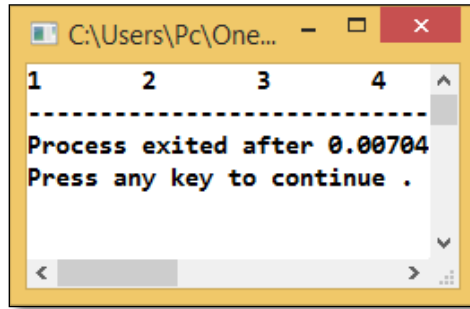 C:\Users\Pc\One...
1 2 3 4
-----------------------------
Process exited after 0.00704
Press any key to continue .